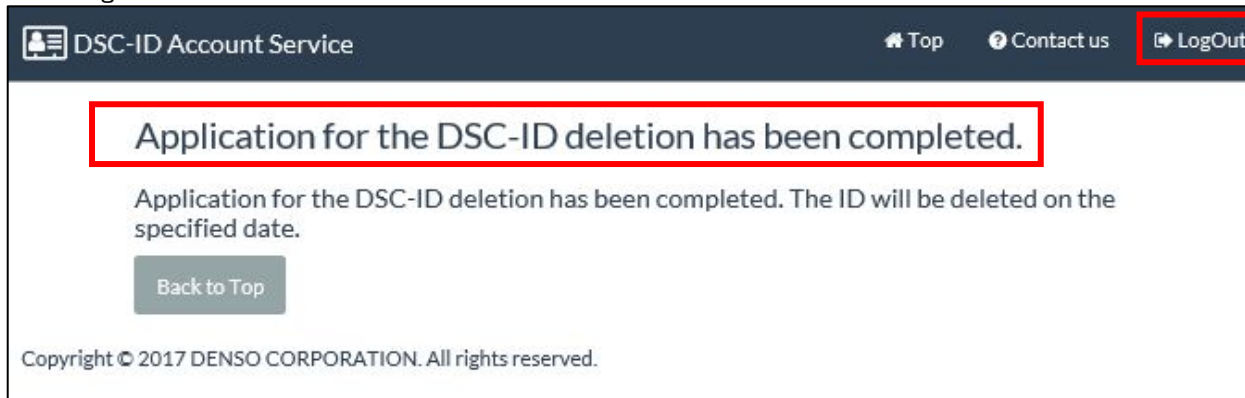 DSC-ID Account Service
Top
Contact us
LogOut
Application for the DSC-ID deletion has been completed.
Application for the DSC-ID deletion has been completed. The ID will be deleted on the
specified date.
Back to Top
Copyright © 2017 DENSO CORPORATION. All rights reserved.